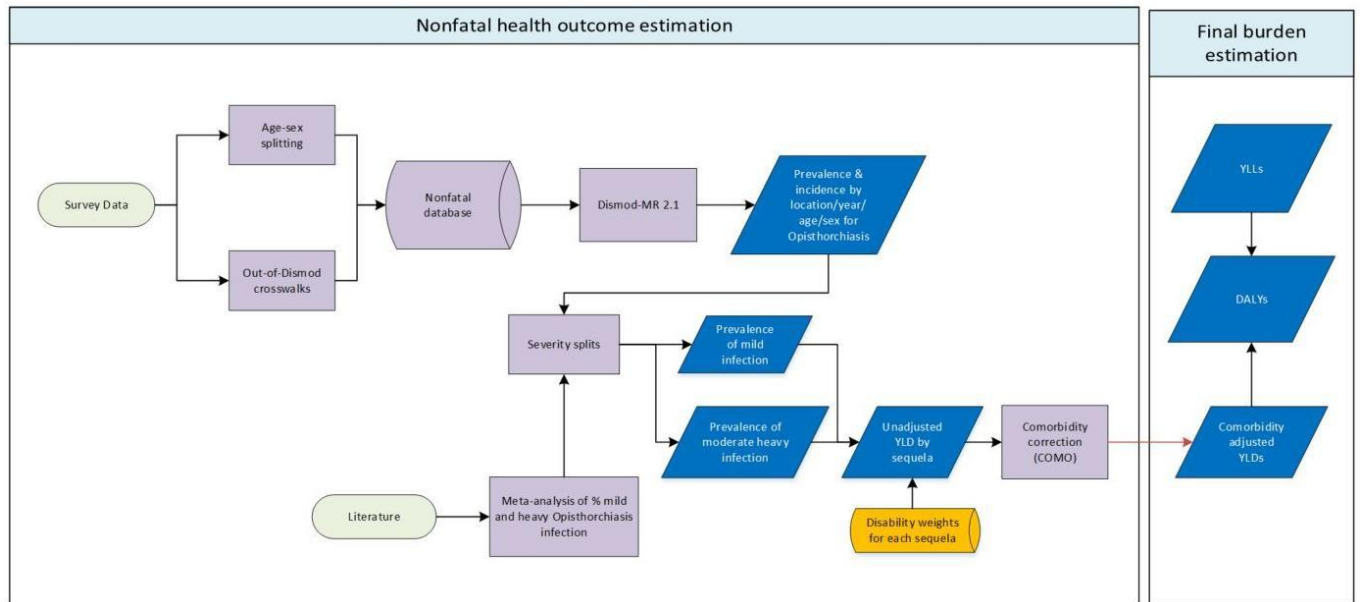 Nonfatal health outcome estimation
Final burden
estimation
Age-sex
splitting
Survey Data
Out-of-Dismod
crosswalks
Nonfatal
database
Dismod-MR 2.1
Prevalence &
incidence by
location/year/
age/sex for
Opisthorchiasis
YLLs
DALYs
Severity splits
Prevalence
of mild
infection
Prevalence of
moderate heavy
infection
Unadjusted
YLD by
sequela
Comorbidity
correction
(COMO)
Comorbidity
adjusted
YLDs
Literature
Meta-analysis of % mild
and heavy Opisthorchiasis
infection
Disability weights
for each sequela